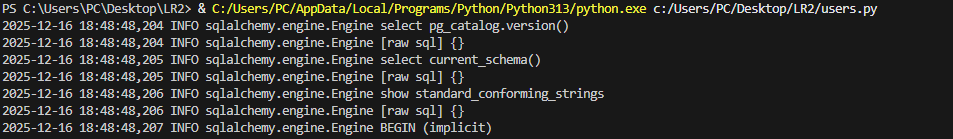 PS C:\Users\PC\Desktop\LR2> & C:/Users/PC/AppData/Local/Programs/Python/Python313/python.exe c:/Users/PC/Desktop/LR2/users.py
2025-12-16 18:48:48,204 INFO sqlalchemy.engine.Engine select pg_catalog.version()
2025-12-16 18:48:48,204 INFO sqlalchemy.engine.Engine [raw sql] {}
2025-12-16 18:48:48,205 INFO sqlalchemy.engine.Engine select current_schema()
2025-12-16 18:48:48,205 INFO sqlalchemy.engine.Engine [raw sql] {}
2025-12-16 18:48:48,206 INFO sqlalchemy.engine.Engine show standard_conforming_strings
2025-12-16 18:48:48,206 INFO sqlalchemy.engine.Engine [raw sql] {}
2025-12-16 18:48:48,207 INFO sqlalchemy.engine.Engine BEGIN (implicit)